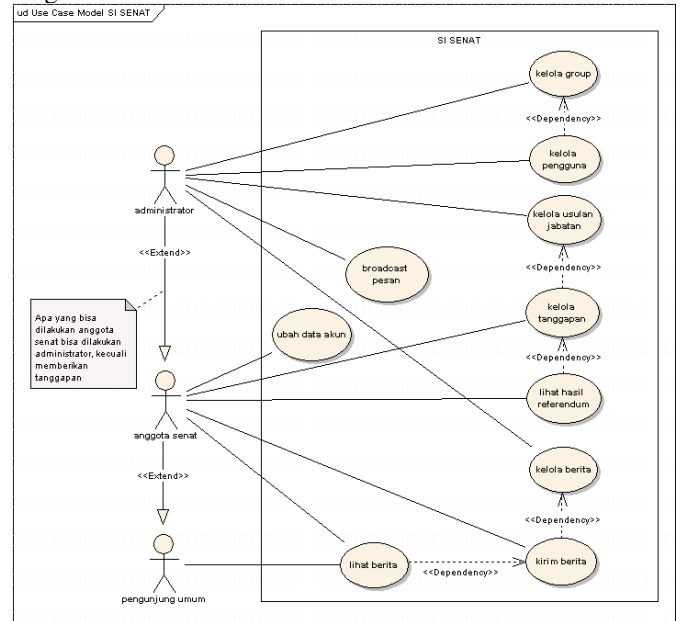 ud Use Case Model SI SENAT
SI SENAT
kelola group
<<Dependency>>
kelola
pengguna
administrator
kelola usulan
jabatan
<<Extend>>
broadcast
pesan
<<Dependency>>
Apa yang bisa
dilakukan anggota
senat bisa dilakukan
administrator, kecuali
memberikan
tanggapan
kelola
tanggapan
ubah data akun
<<Dependency>>
lihat hasil
referendum
anggota senat
kelola berita
<<Extend>>
<<Dependency>>
lihat berita
<<Dependency>>
kirim berita
pengunjung umum